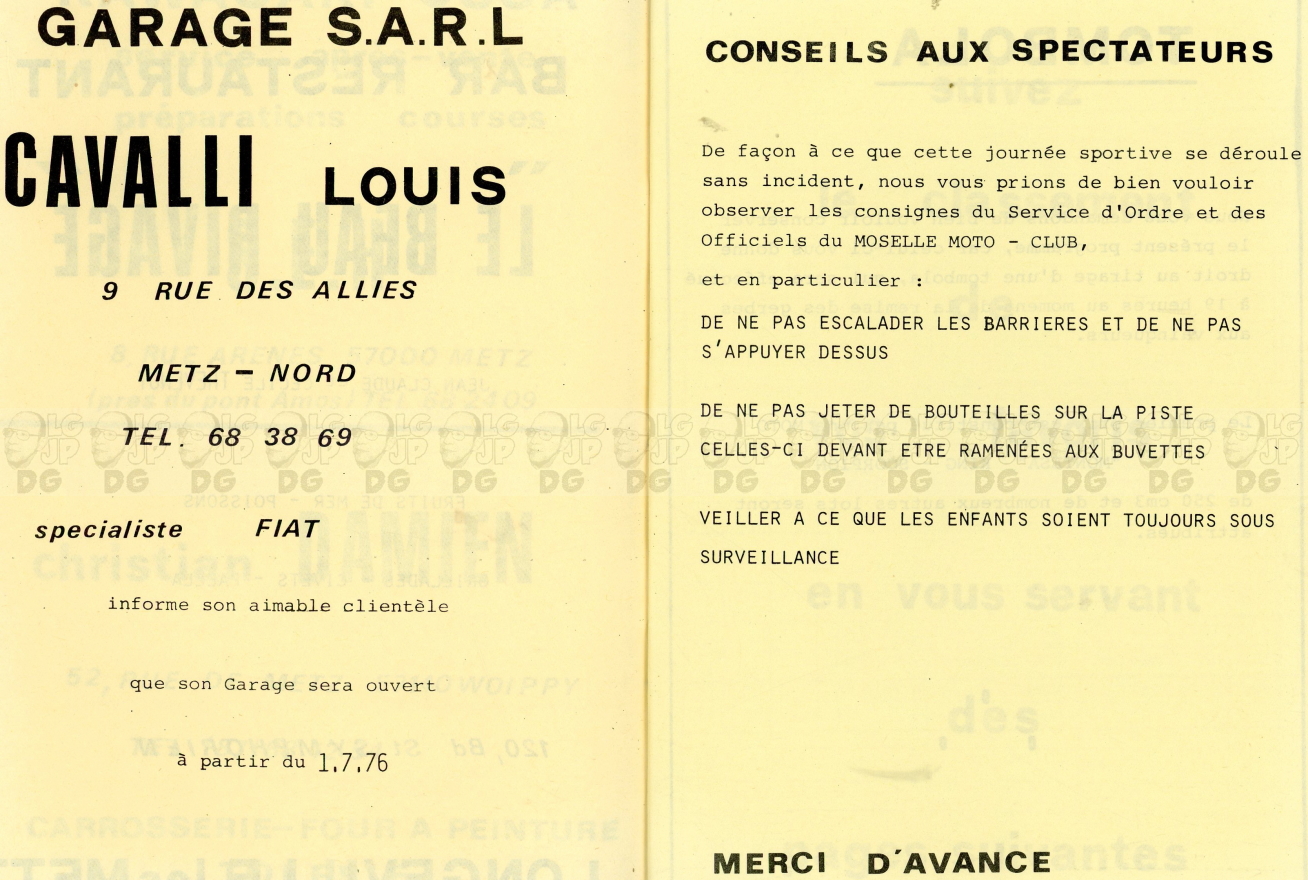 GARAGE S.A.R.L
CAVALLI LOUIS
9 RUE DES ALLIES
METZ - NORD
TEL. 68 38 69
specialiste FIAT
informe son aimable clientèle
que son Garage sera ouvert
à partir du 1.7.76
CONSEILS AUX SPECTATEURS
De façon à ce que cette journée sportive se déroule
sans incident, nous vous prions de bien vouloir
observer les consignes du Service d'Ordre et des
Officiels du MOSELLE MOTO - CLUB,
et en particulier :
DE NE PAS ESCALADER LES BARRIERES ET DE NE PAS
S'APPUYER DESSUS
DE NE PAS JETER DE BOUTEILLES SUR LA PISTE
CELLES-CI DEVANT ETRE RAMENÉES AUX BUVETTES
VEILLER A CE QUE LES ENFANTS SOIENT TOUJOURS SOUS
SURVEILLANCE
MERCI D'AVANCE